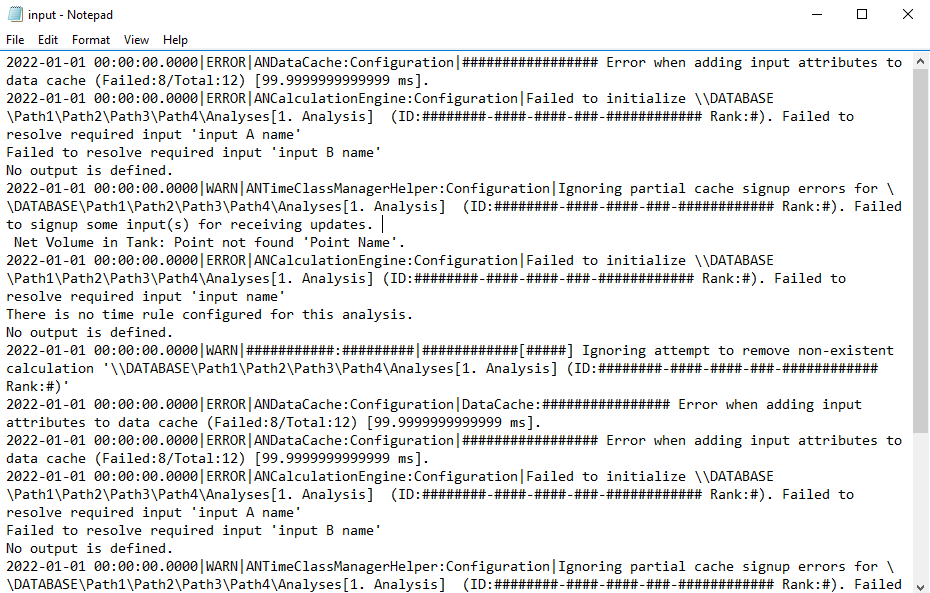 input - Notepad
File Edit Format View Help
2022-01-01 00:00:00.0000|ERROR|ANDataCache:Configuration|################# Error when adding input attributes to
data cache (Failed:8/Total:12) [99.9999999999999 ms].
2022-01-01 00:00:00.0000|ERROR|ANCalculationEngine:Configuration|Failed to initialize \\DATABASE
\Path1\Path2\Path3\Path4\Analyses[1. Analysis]  (ID:########-####-####-###-############ Rank:#). Failed to
resolve required input 'input A name'
Failed to resolve required input 'input B name'
No output is defined.
2022-01-01 00:00:00.0000|WARN|ANTimeClassManagerHelper:Configuration|Ignoring partial cache signup errors for \
\DATABASE\Path1\Path2\Path3\Path4\Analyses[1. Analysis]  (ID:########-####-####-###-############ Rank:#). Failed
to signup some input(s) for receiving updates.
 Net Volume in Tank: Point not found 'Point Name'.
2022-01-01 00:00:00.0000|ERROR|ANCalculationEngine:Configuration|Failed to initialize \\DATABASE
\Path1\Path2\Path3\Path4\Analyses[1. Analysis] (ID:########-####-####-###-############ Rank:#). Failed to
resolve required input 'input name'
There is no time rule configured for this analysis.
No output is defined.
2022-01-01 00:00:00.0000|WARN|###########:#########|############[#####] Ignoring attempt to remove non-existent
calculation '\\DATABASE\Path1\Path2\Path3\Path4\Analyses[1. Analysis] (ID:########-####-####-###-############
Rank:#)'
2022-01-01 00:00:00.0000|ERROR|ANDataCache:Configuration|DataCache:################ Error when adding input
attributes to data cache (Failed:8/Total:12) [99.9999999999999 ms].
2022-01-01 00:00:00.0000|ERROR|ANDataCache:Configuration|################# Error when adding input attributes to
data cache (Failed:8/Total:12) [99.9999999999999 ms].
2022-01-01 00:00:00.0000|ERROR|ANCalculationEngine:Configuration|Failed to initialize \\DATABASE
\Path1\Path2\Path3\Path4\Analyses[1. Analysis]  (ID:########-####-####-###-############ Rank:#). Failed to
resolve required input 'input A name'
Failed to resolve required input 'input B name'
No output is defined.
2022-01-01 00:00:00.0000|WARN|ANTimeClassManagerHelper:Configuration|Ignoring partial cache signup errors for \
\DATABASE\Path1\Path2\Path3\Path4\Analyses[1. Analysis]  (ID:########-####-####-###-############ Rank:#). Failed